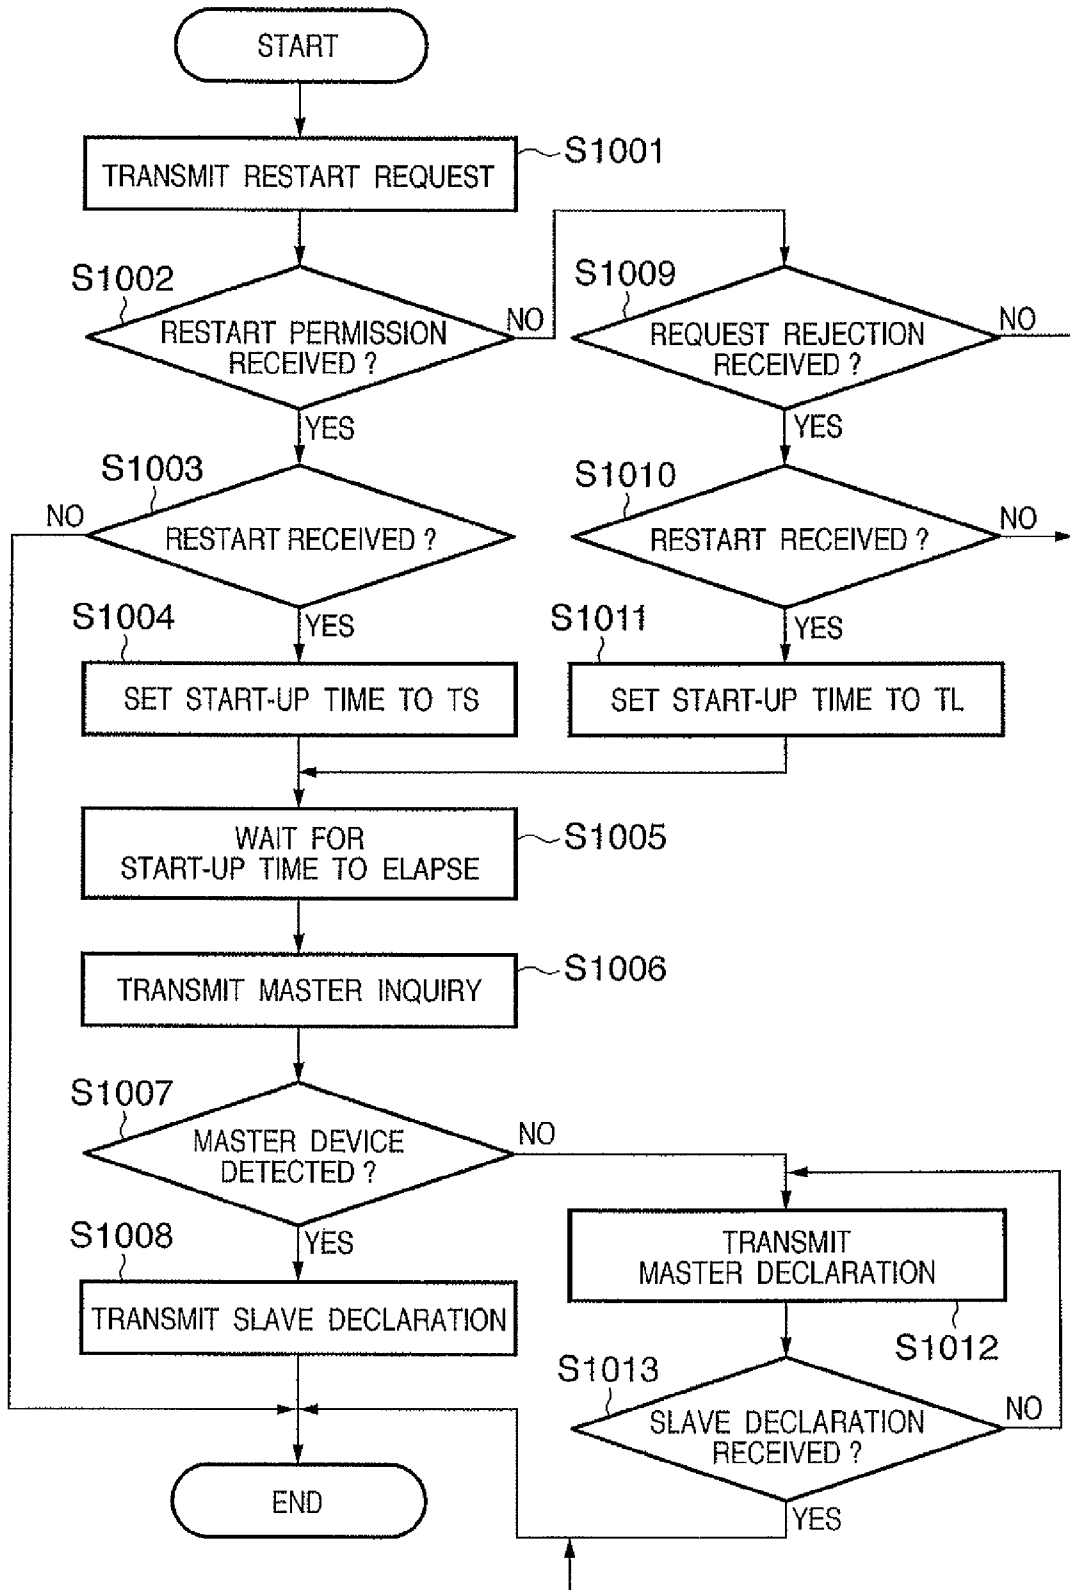 START
TRANSMIT RESTART REQUEST
S1001
S1002
RESTART PERMISSION
RECEIVED ?
NO
YES
S1009
REQUEST REJECTION
RECEIVED ?
NO
YES
S1003
NO
RESTART RECEIVED ?
YES
S1010
RESTART RECEIVED ?
NO
YES
S1004
SET START-UP TIME TO TS
S1011
SET START-UP TIME TO TL
WAIT FOR
START-UP TIME TO ELAPSE
S1005
TRANSMIT MASTER INQUIRY
S1006
S1007
MASTER DEVICE
DETECTED ?
NO
YES
S1008
TRANSMIT SLAVE DECLARATION
TRANSMIT
MASTER DECLARATION
S1012
S1013
SLAVE DECLARATION
RECEIVED ?
NO
YES
END